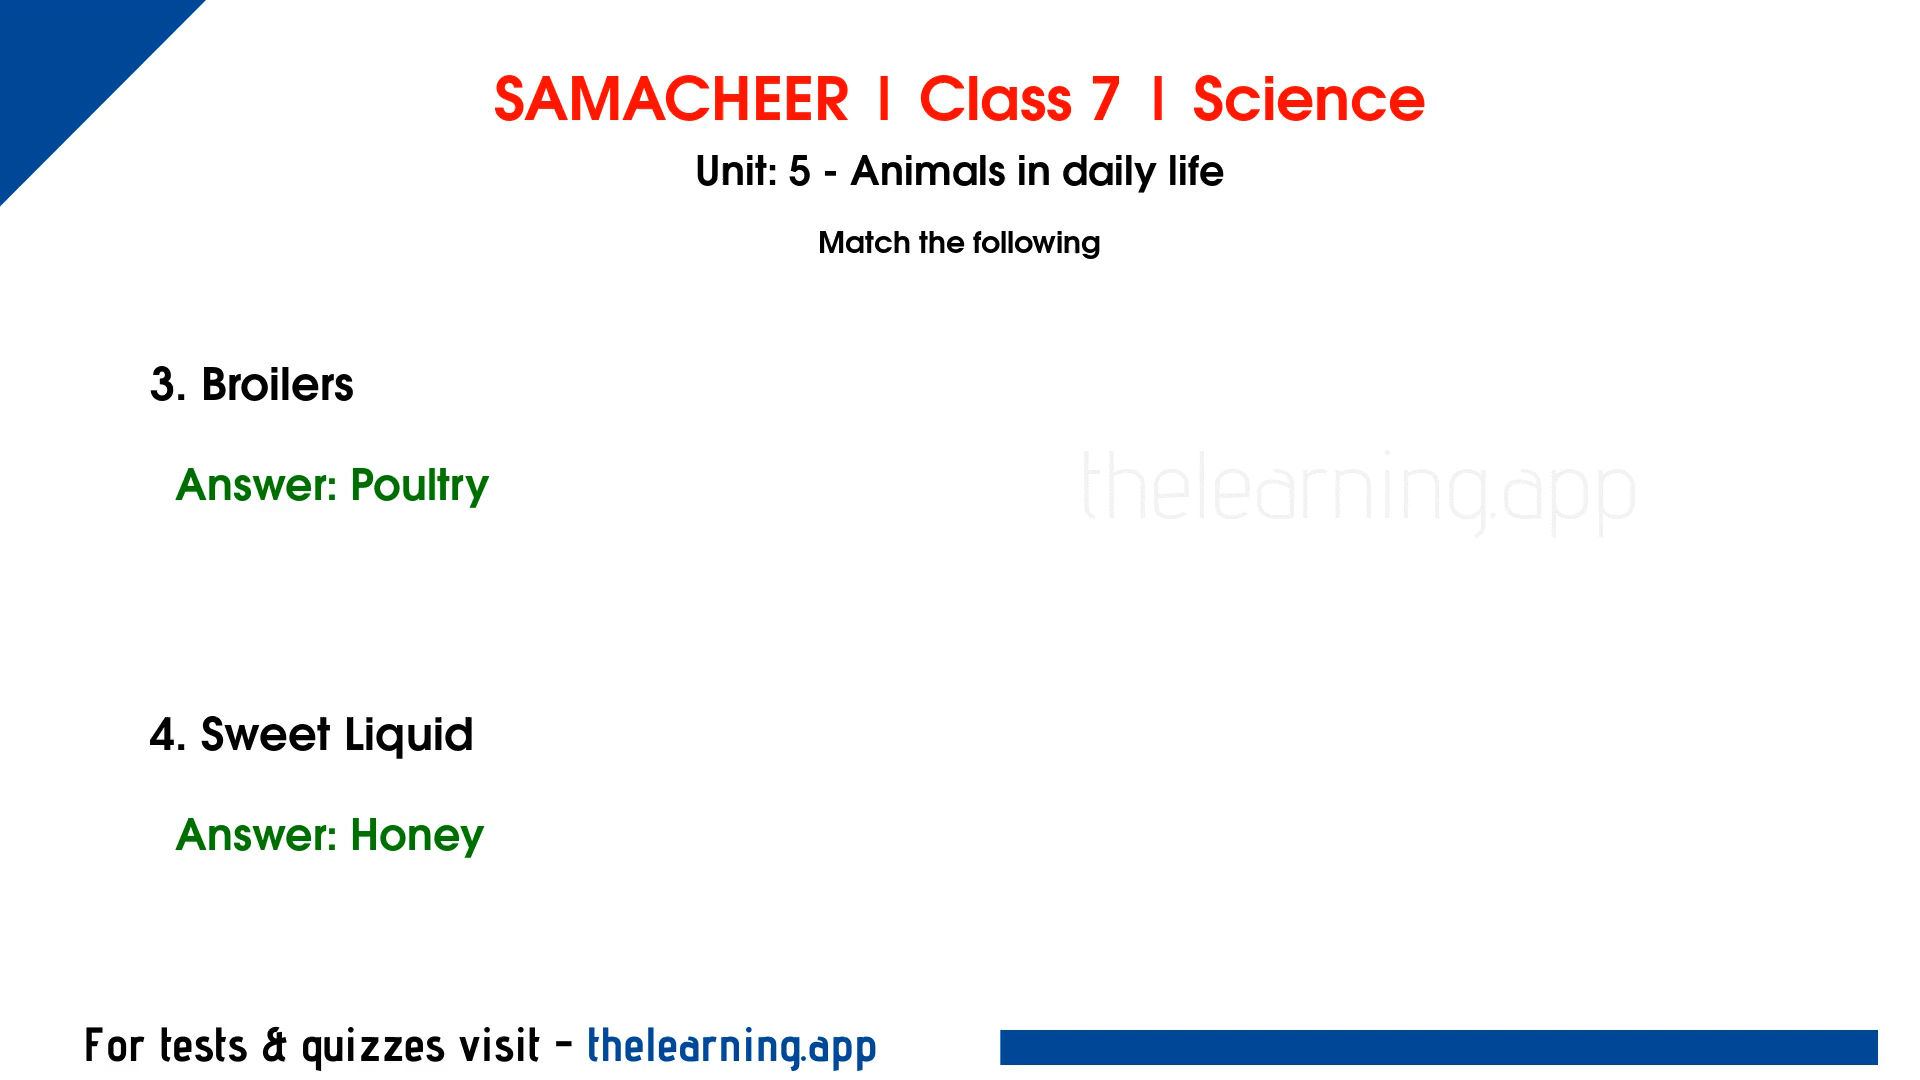 SAMACHEER | Class 7 | Science
Unit: 5 - Animals in daily life
Match the following
3. Broilers
Answer: Poultry
thelearning.app
4. Sweet Liquid
Answer: Honey
For tests & quizzes visit - thelearning.app